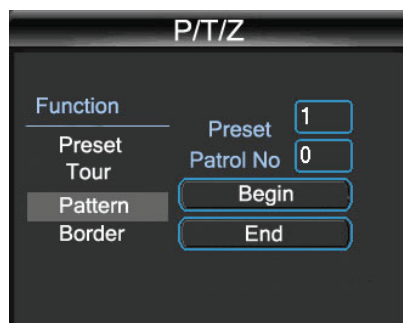 P/T/Z
Function
Preset
Tour
Pattern
Border
Preset 1
Patrol No 0
Begin
End